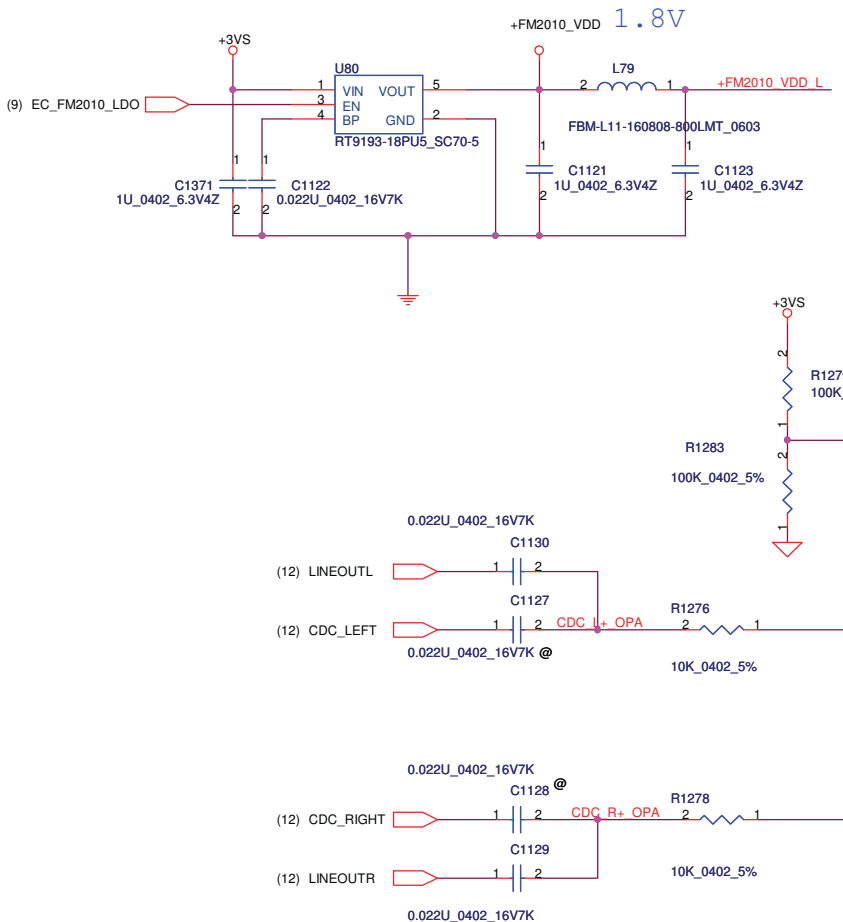 +FM2010_VDD 1.8V
+3VS
U80
L79
1 VIN VOUT 5
+FM2010_VDD_L
2 1
(9) EC_FM2010_LDO
3 EN
4 BP GND 2
FBM-L11-160808-800LMT_0603
RT9193-18PU5_SC70-5
1 1 1 1
C1371
1U_0402_6.3V4Z
C1122
0.022U_0402_16V7K
C1121
1U_0402_6.3V4Z
C1123
1U_0402_6.3V4Z
2 2 2 2
+3VS
2
R127
100K_
1
R1283
2
100K_0402_5%
1
0.022U_0402_16V7K
C1130
(12) LINEOUTL
1 2
C1127
R1276
(12) CDC_LEFT
1 2
CDC_L+_OPA
2 1
0.022U_0402_16V7K @
10K_0402_5%
0.022U_0402_16V7K
C1128 @
R1278
(12) CDC_RIGHT
1 2
CDC_R+_OPA
2 1
C1129
(12) LINEOUTR
1 2
10K_0402_5%
0.022U_0402_16V7K